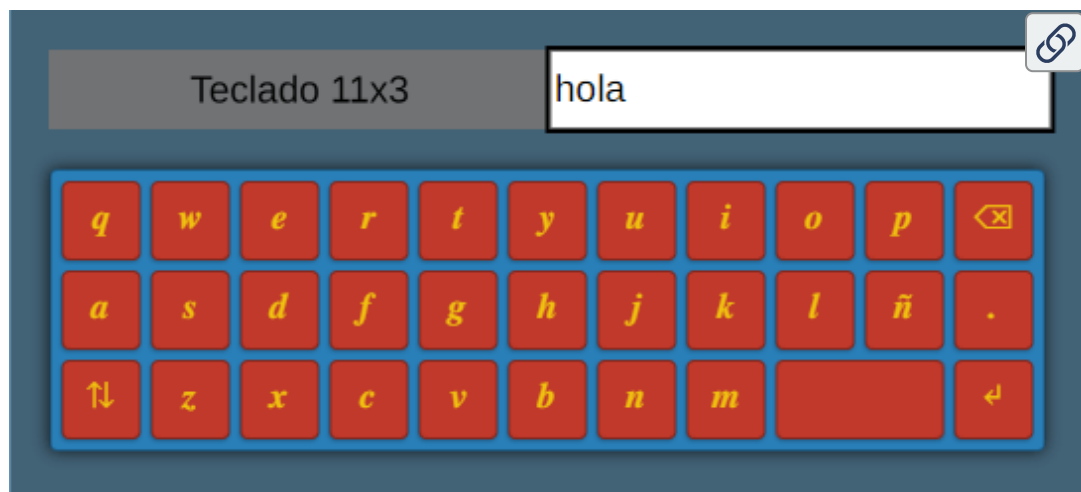 Teclado 11x3
hola
q w e r t y u i o p ⌫
a s d f g h j k l ñ .
⇅ z x c v b n m ↵